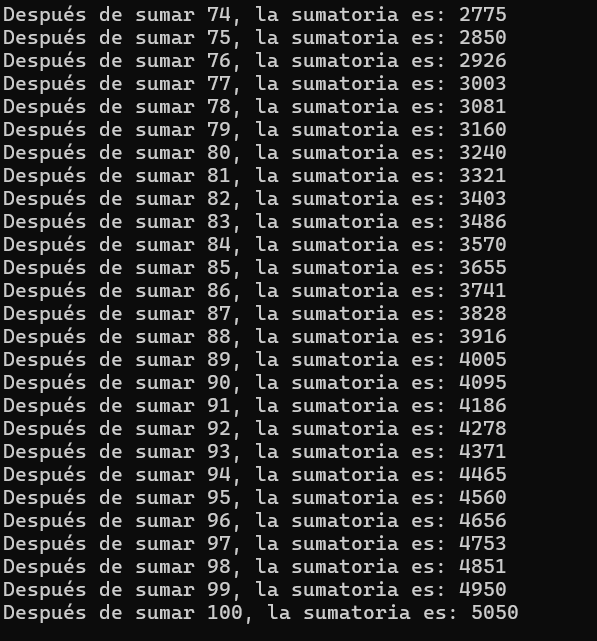 Después de sumar 74, la sumatoria es: 2775
Después de sumar 75, la sumatoria es: 2850
Después de sumar 76, la sumatoria es: 2926
Después de sumar 77, la sumatoria es: 3003
Después de sumar 78, la sumatoria es: 3081
Después de sumar 79, la sumatoria es: 3160
Después de sumar 80, la sumatoria es: 3240
Después de sumar 81, la sumatoria es: 3321
Después de sumar 82, la sumatoria es: 3403
Después de sumar 83, la sumatoria es: 3486
Después de sumar 84, la sumatoria es: 3570
Después de sumar 85, la sumatoria es: 3655
Después de sumar 86, la sumatoria es: 3741
Después de sumar 87, la sumatoria es: 3828
Después de sumar 88, la sumatoria es: 3916
Después de sumar 89, la sumatoria es: 4005
Después de sumar 90, la sumatoria es: 4095
Después de sumar 91, la sumatoria es: 4186
Después de sumar 92, la sumatoria es: 4278
Después de sumar 93, la sumatoria es: 4371
Después de sumar 94, la sumatoria es: 4465
Después de sumar 95, la sumatoria es: 4560
Después de sumar 96, la sumatoria es: 4656
Después de sumar 97, la sumatoria es: 4753
Después de sumar 98, la sumatoria es: 4851
Después de sumar 99, la sumatoria es: 4950
Después de sumar 100, la sumatoria es: 5050